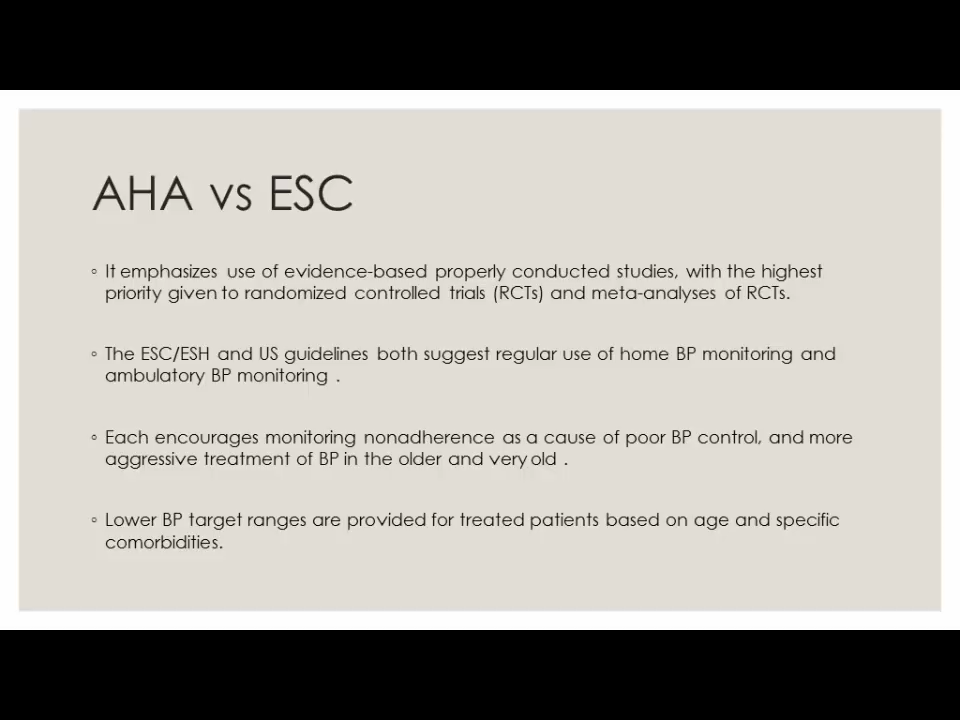 AHA vs ESC
◦ It emphasizes use of evidence-based properly conducted studies, with the highest
priority given to randomized controlled trials (RCTs) and meta-analyses of RCTs.
◦ The ESC/ESH and US guidelines both suggest regular use of home BP monitoring and
ambulatory BP monitoring .
◦ Each encourages monitoring nonadherence as a cause of poor BP control, and more
aggressive treatment of BP in the older and very old .
◦ Lower BP target ranges are provided for treated patients based on age and specific
comorbidities.